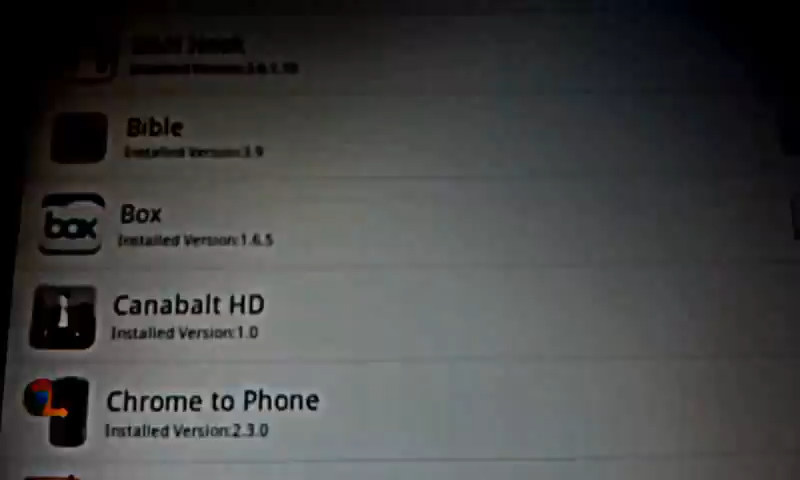 Bible
Installed Version:3.9
Box
box
Installed Version:1.6.5
Canabalt HD
Installed Version:1.0
Chrome to Phone
Installed Version:2.3.0